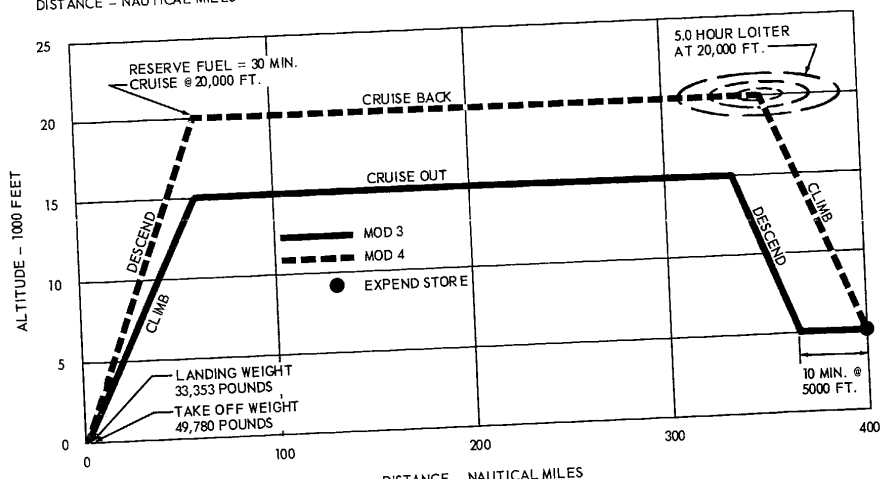 DISTANCE – NAUTICAL MILES
25
20
15
10
5
0
ALTITUDE – 1000 FEET
RESERVE FUEL = 30 MIN.
CRUISE @ 20,000 FT.
5.0 HOUR LOITER
AT 20,000 FT.
CRUISE BACK
CRUISE OUT
DESCEND
CLIMB
MOD 3
MOD 4
EXPEND STORE
DESCEND
CLIMB
LANDING WEIGHT
33,353 POUNDS
TAKE OFF WEIGHT
49,780 POUNDS
10 MIN. @
5000 FT.
0
100
200
300
400
DISTANCE – NAUTICAL MILES